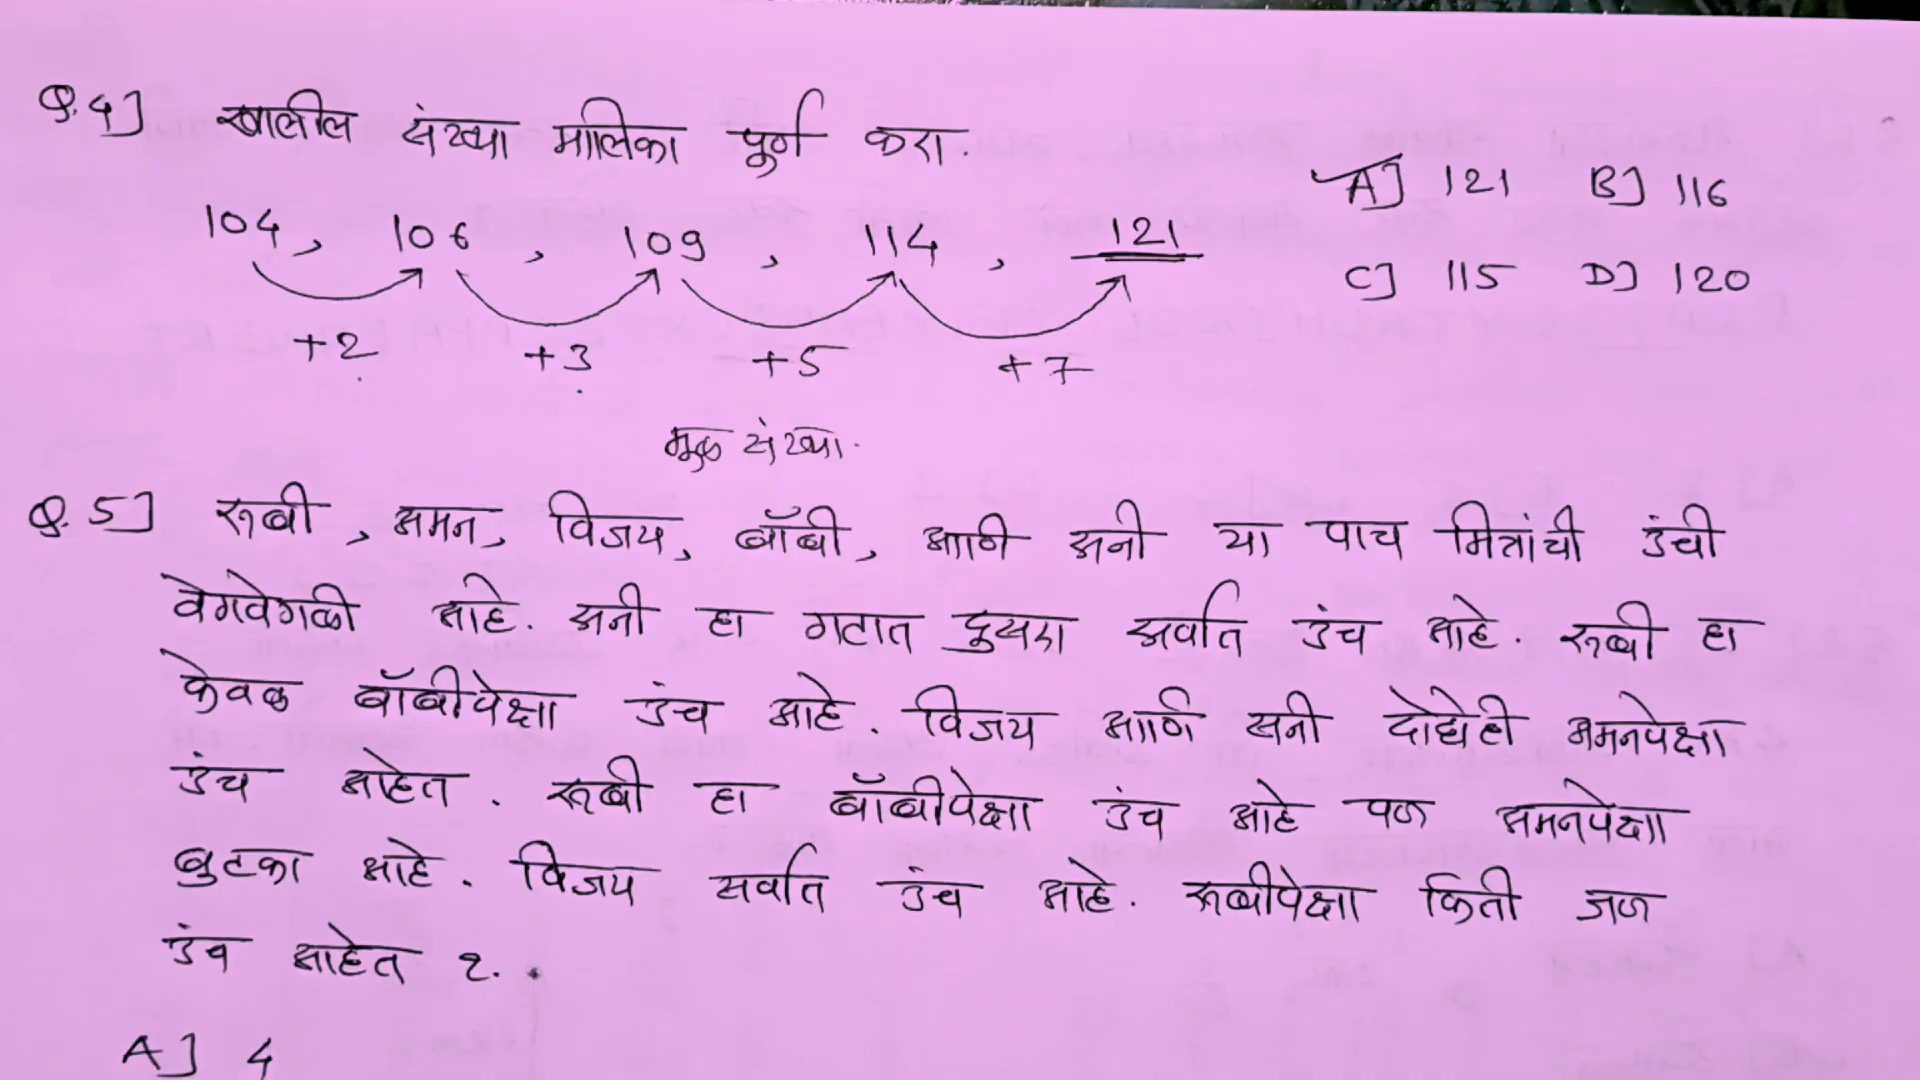 Q.4] खालील संख्या मालिका पूर्ण करा.
104, 106, 109, 114, 121
A] 121 B] 116
C] 115 D] 120
+2 +3 +5 +7
मुळ संख्या.
Q.5] रूबी, अमन, विजय, बॉबी, आणि सनी या पाच मित्रांची उंची
वेगवेगळी आहे. सनी हा गटात दुसरा सर्वात उंच आहे. रूबी हा
केवळ बॉबीपेक्षा उंच आहे. विजय आणि सनी दोघेही अमनपेक्षा
उंच आहेत. रूबी हा बॉबीपेक्षा उंच आहे पण अमनपेक्षा
बुटका आहे. विजय सर्वात उंच आहे. रूबीपेक्षा किती जण
उंच आहेत ?.
A] 4